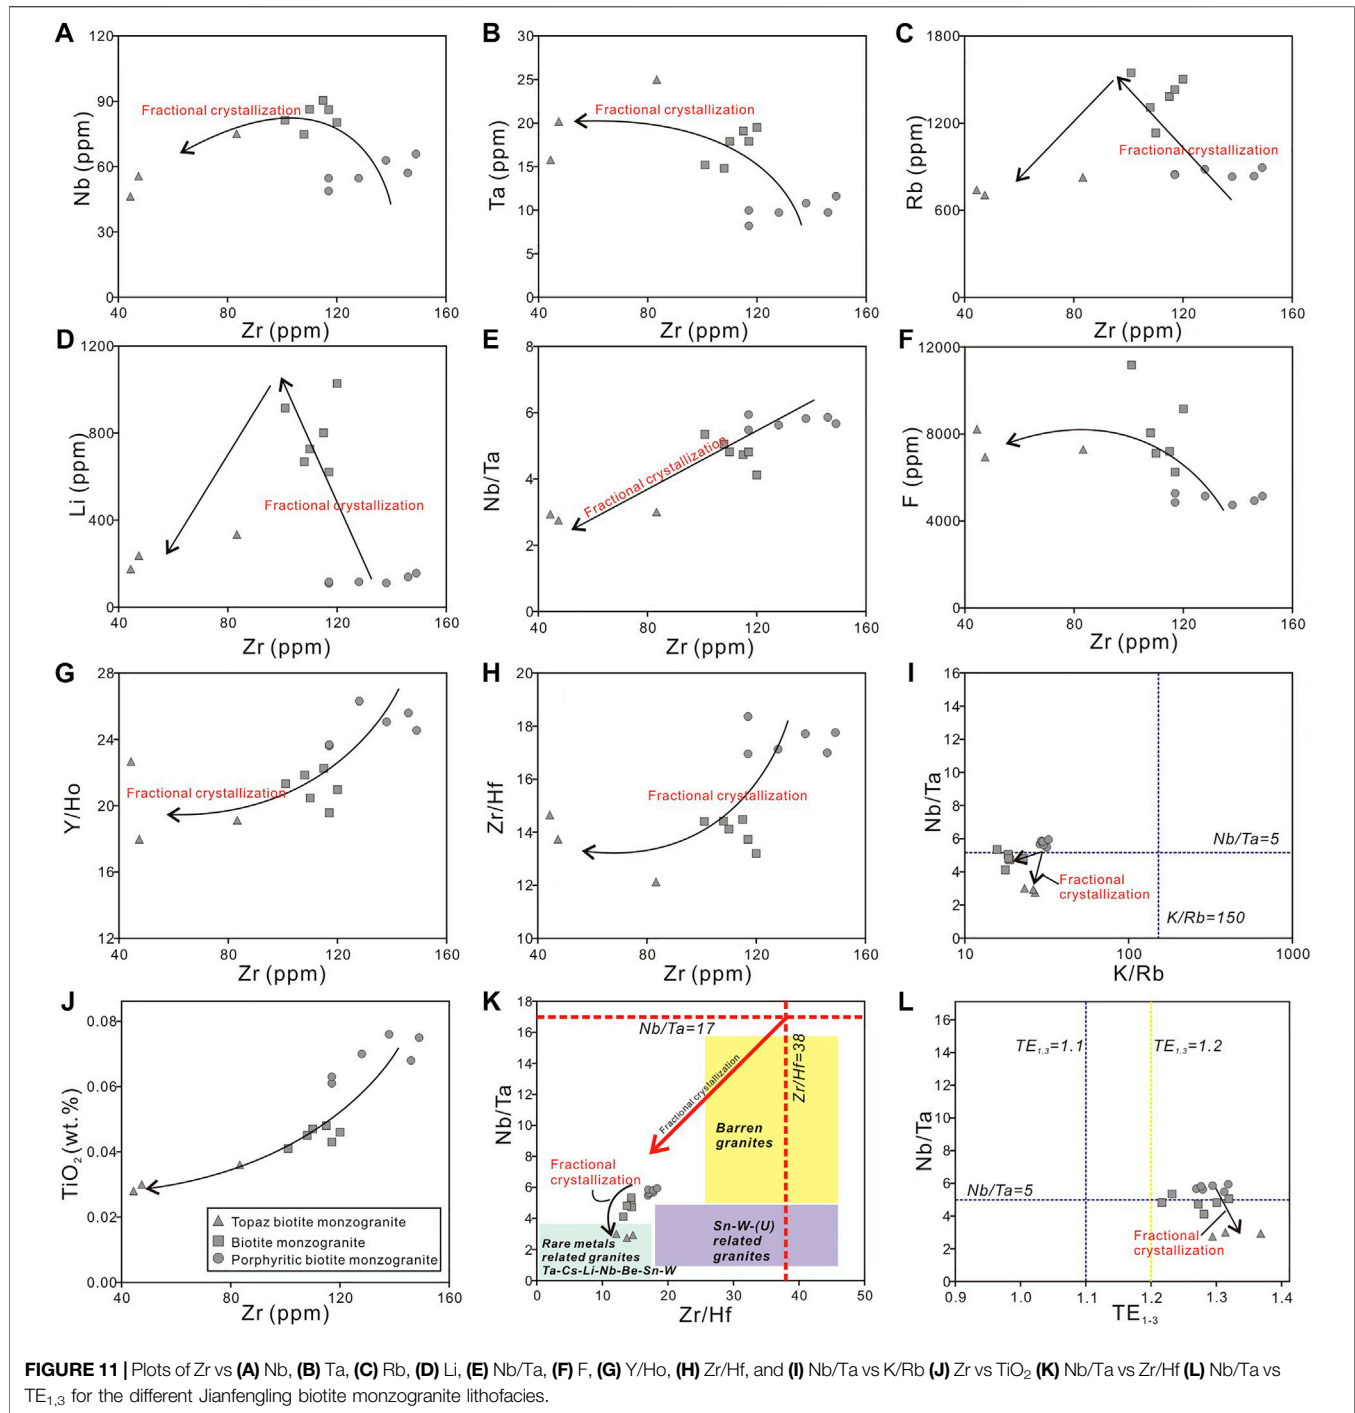 A
120
90
60
30
0
Nb (ppm)
Fractional crystallization
40
80
120
160
Zr (ppm)
B
30
25
20
15
10
5
0
Ta (ppm)
Fractional crystallization
40
80
120
160
Zr (ppm)
C
1800
1200
600
0
Rb (ppm)
Fractional crystallization
40
80
120
160
Zr (ppm)
D
1200
800
400
0
Li (ppm)
Fractional crystallization
40
80
120
160
Zr (ppm)
E
8
6
4
2
0
Nb/Ta
Fractional crystallization
40
80
120
160
Zr (ppm)
F
12000
8000
4000
0
F (ppm)
40
80
120
160
Zr (ppm)
G
28
24
20
16
12
Y/Ho
Fractional crystallization
40
80
120
160
Zr (ppm)
H
20
18
16
14
12
10
Zr/Hf
Fractional crystallization
40
80
120
160
Zr (ppm)
I
16
14
12
10
8
6
4
2
0
Nb/Ta
Nb/Ta=5
Fractional
crystallization
K/Rb=150
10
100
1000
K/Rb
J
0.08
0.06
0.04
0.02
0.00
TiO₂ (wt.%)
Topaz biotite monzogranite
Biotite monzogranite
Porphyritic biotite monzogranite
40
80
120
160
Zr (ppm)
K
18
16
14
12
10
8
6
4
2
0
Nb/Ta
Nb/Ta=17
Zr/Hf=38
Fractional crystallization
Barren
granites
Fractional
crystallization
Sn-W-(U)
related
granites
Rare metals
related granites
Ta-Cs-Li-Nb-Be-Sn-W
0
10
20
30
40
50
Zr/Hf
L
16
14
12
10
8
6
4
2
0
Nb/Ta
TE₁,₃=1.1
TE₁,₃=1.2
Nb/Ta=5
Fractional
crystallization
0.9
1.0
1.1
1.2
1.3
1.4
TE₁₋₃
FIGURE 11 | Plots of Zr vs (A) Nb, (B) Ta, (C) Rb, (D) Li, (E) Nb/Ta, (F) F, (G) Y/Ho, (H) Zr/Hf, and (I) Nb/Ta vs K/Rb (J) Zr vs TiO₂ (K) Nb/Ta vs Zr/Hf (L) Nb/Ta vs
TE₁,₃ for the different Jianfengling biotite monzogranite lithofacies.